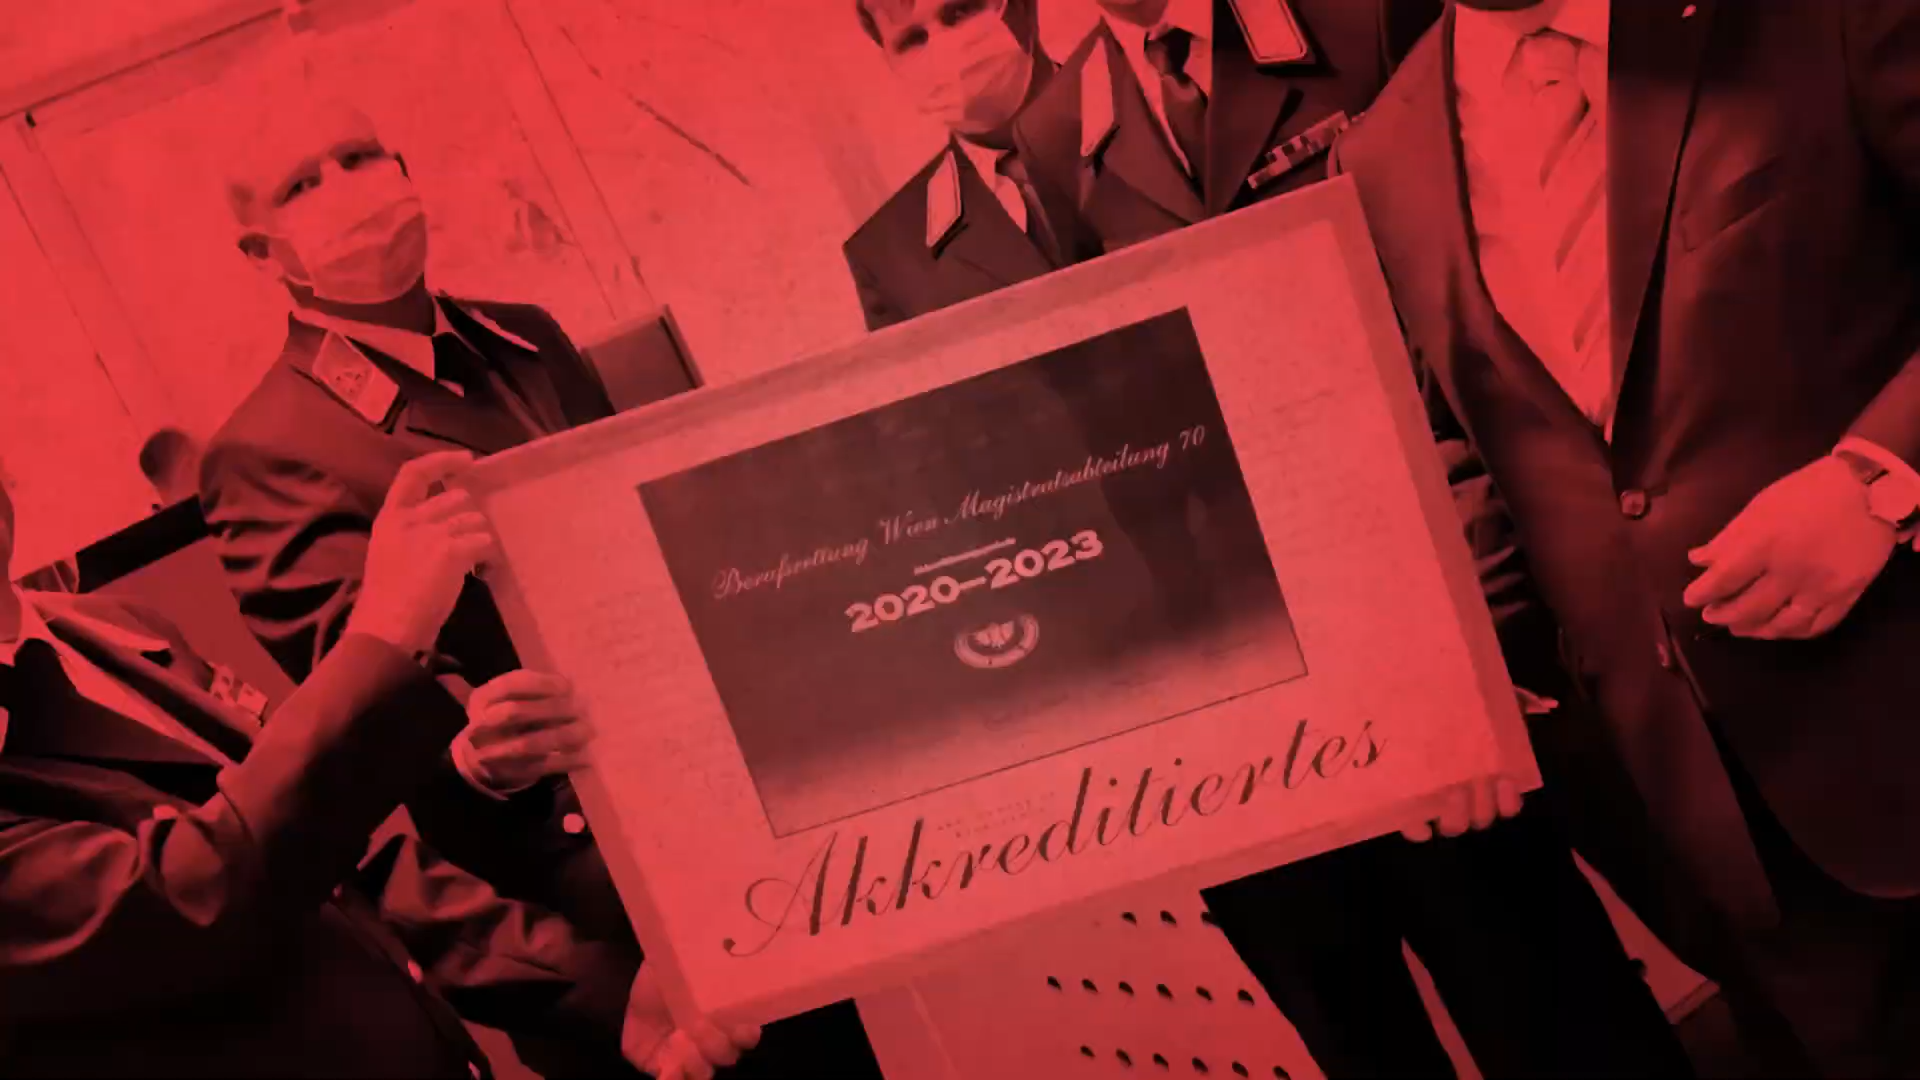 Berufsrettung Wien Magistratsabteilung 70
2020–2023
Akkreditiertes